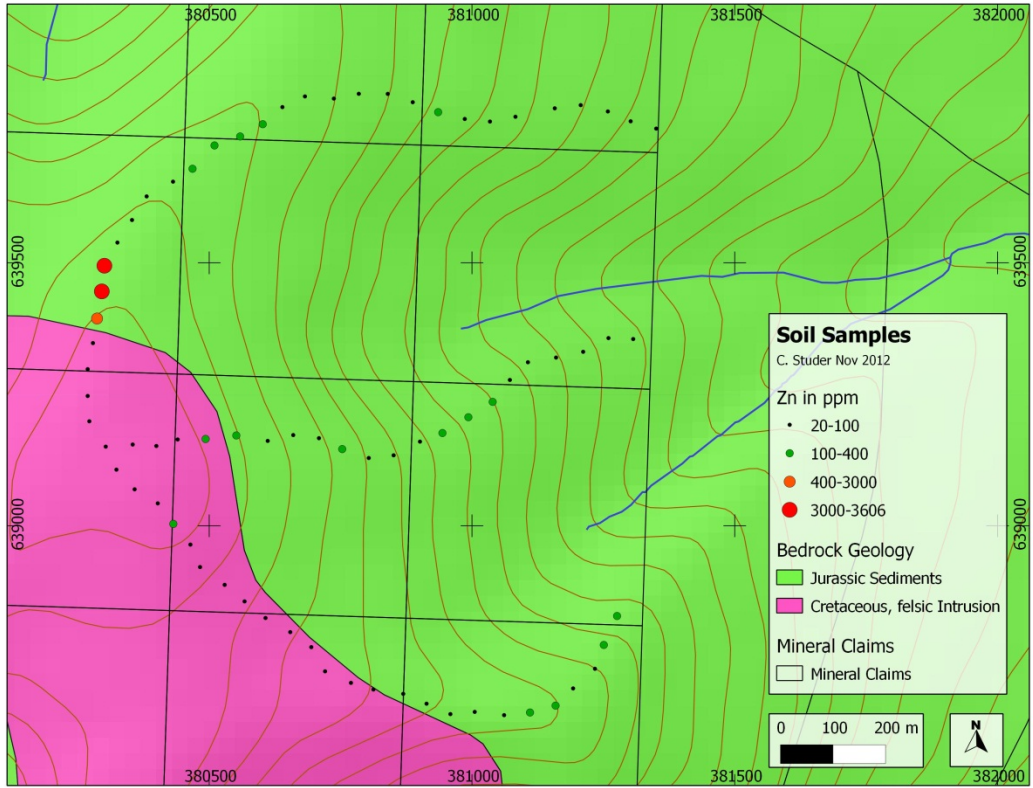 380500
381000
381500
382000
639500
639500
639000
639000
Soil Samples
C. Studer Nov 2012
Zn in ppm
20-100
100-400
400-3000
3000-3606
Bedrock Geology
Jurassic Sediments
Cretaceous, felsic Intrusion
Mineral Claims
Mineral Claims
0 100 200 m
N
380500
381000
381500
382000